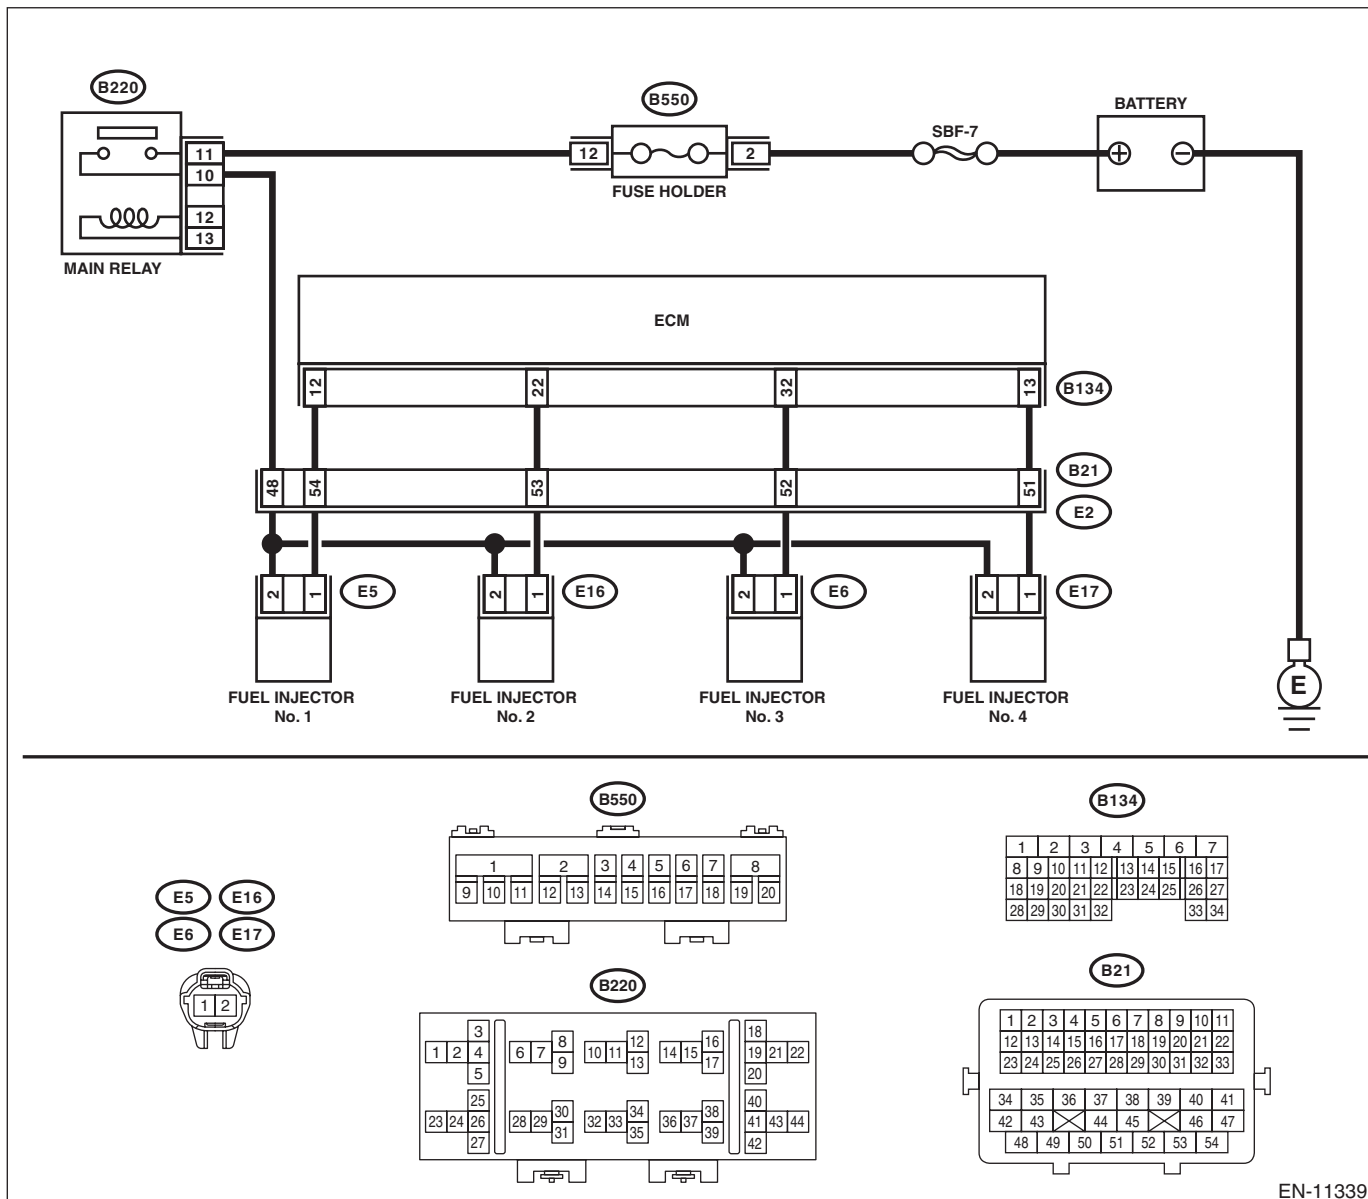 B220
B550
SBF-7
BATTERY
11
10
12
13
12
2
FUSE HOLDER
MAIN RELAY
ECM
12
22
32
13
B134
48
54
53
52
51
B21
E2
2
1
E5
2
1
E16
2
1
E6
2
1
E17
E
FUEL INJECTOR
No. 1
FUEL INJECTOR
No. 2
FUEL INJECTOR
No. 3
FUEL INJECTOR
No. 4
B550
1 2 3 4 5 6 7 8
9 10 11 12 13 14 15 16 17 18 19 20
B134
1 2 3 4 5 6 7
8 9 10 11 12 13 14 15 16 17
18 19 20 21 22 23 24 25 26 27
28 29 30 31 32 33 34
E5 E16
E6 E17
1 2
B220
3 8 12 16 18
1 2 4 6 7 10 11 14 15 19 21 22
5 9 13 17 20
25 30 34 38 40
23 24 26 28 29 32 33 36 37 41 43 44
27 31 35 39 42
B21
1 2 3 4 5 6 7 8 9 10 11
12 13 14 15 16 17 18 19 20 21 22
23 24 25 26 27 28 29 30 31 32 33
34 35 36 37 38 39 40 41
42 43 44 45 46 47
48 49 50 51 52 53 54
EN-11339